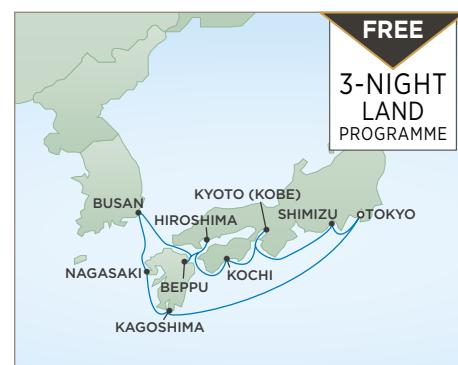 FREE
3-NIGHT
LAND
PROGRAMME
KYOTO (KOBE)
BUSAN
HIROSHIMA
SHIMIZU
TOKYO
NAGASAKI
BEPPU
KOCHI
KAGOSHIMA